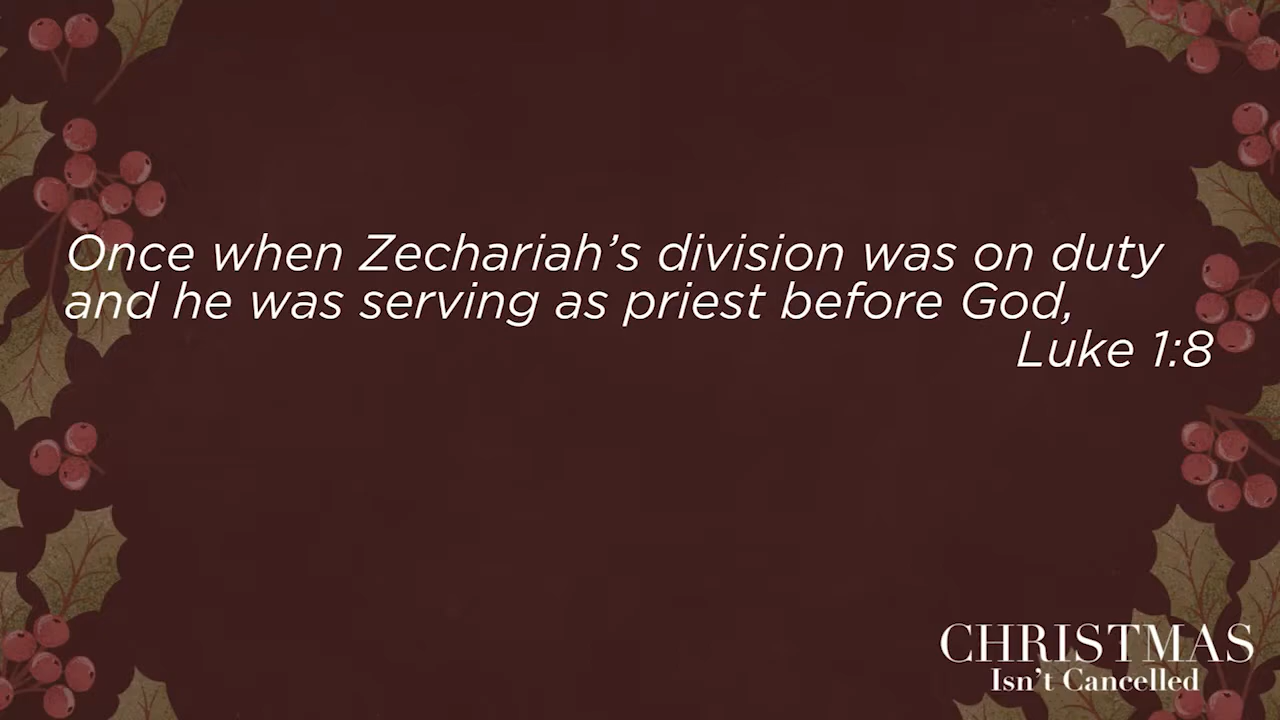 Once when Zechariah’s division was on duty
and he was serving as priest before God,
Luke 1:8
CHRISTMAS
Isn’t Cancelled